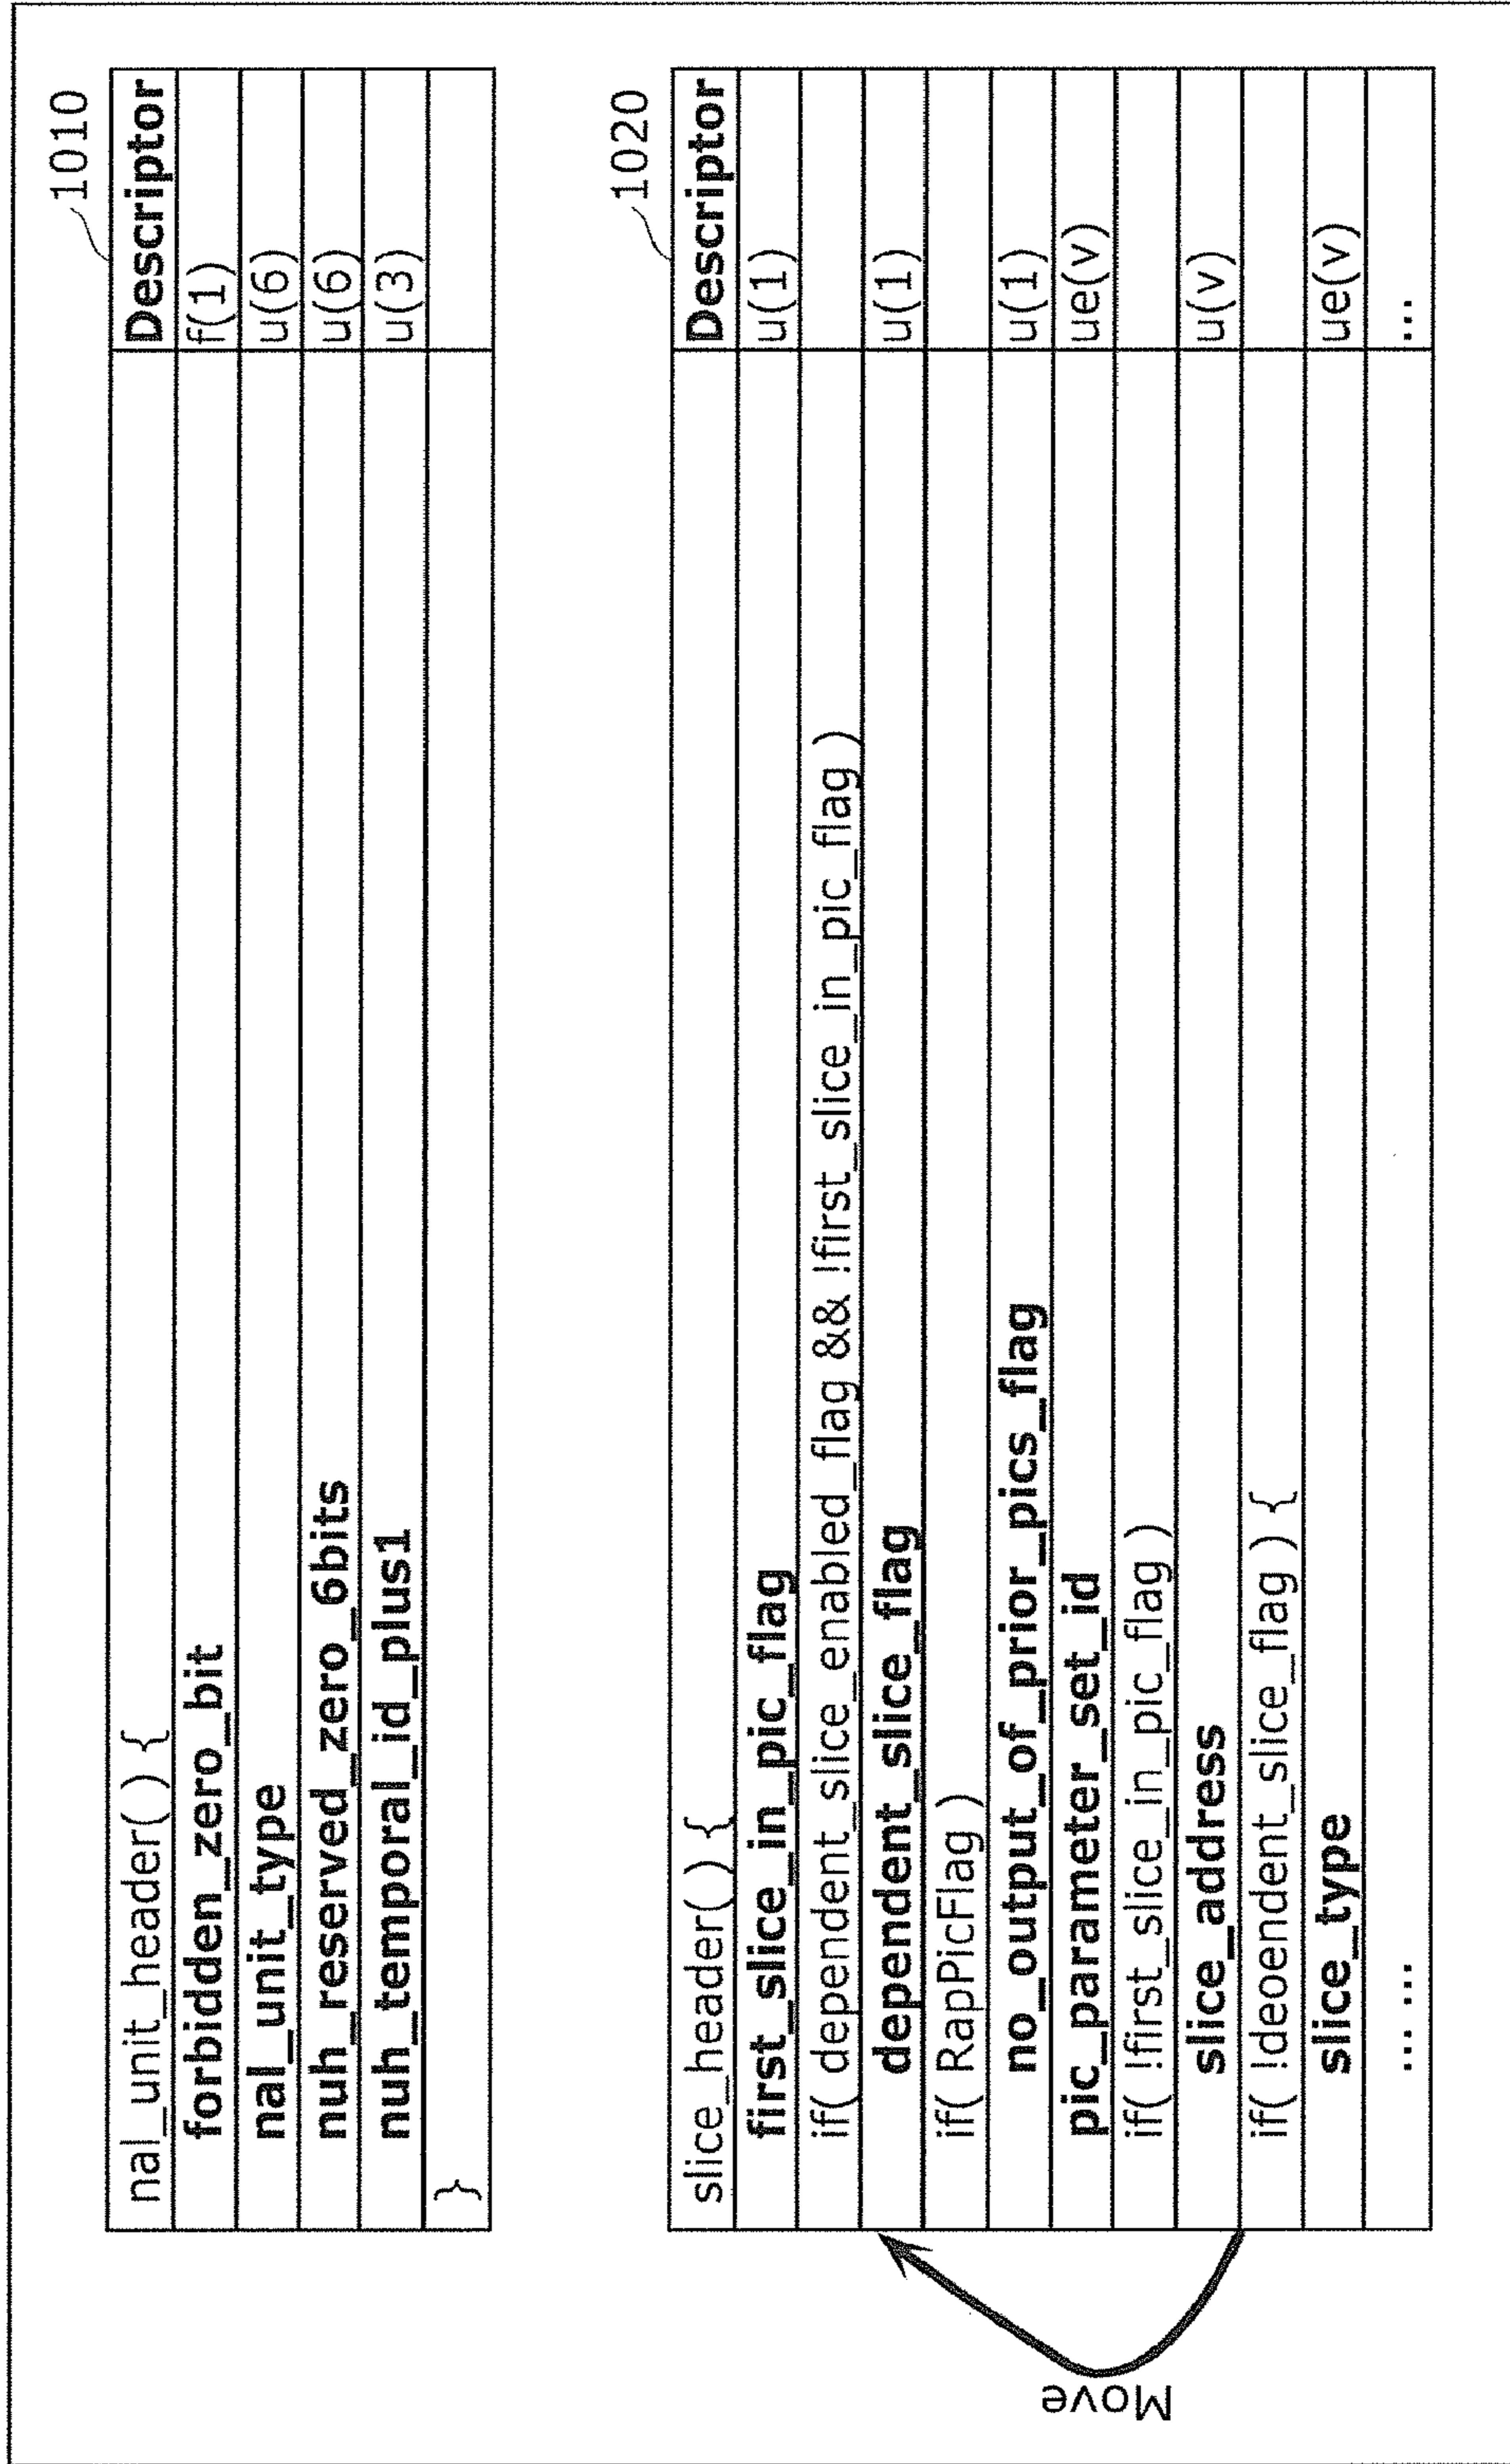 1010
nal_unit_header( ) { Descriptor
forbidden_zero_bit f(1)
nal_unit_type u(6)
nuh_reserved_zero_6bits u(6)
nuh_temporal_id_plus1 u(3)
}
1020
slice_header( ) { Descriptor
first_slice_in_pic_flag u(1)
if( dependent_slice_enabled_flag && !first_slice_in_pic_flag )
dependent_slice_flag u(1)
if( RapPicFlag )
no_output_of_prior_pics_flag u(1)
pic_parameter_set_id ue(v)
if( !first_slice_in_pic_flag )
slice_address u(v)
if( !deoendent_slice_flag ) {
slice_type ue(v)
... ... ...
Move